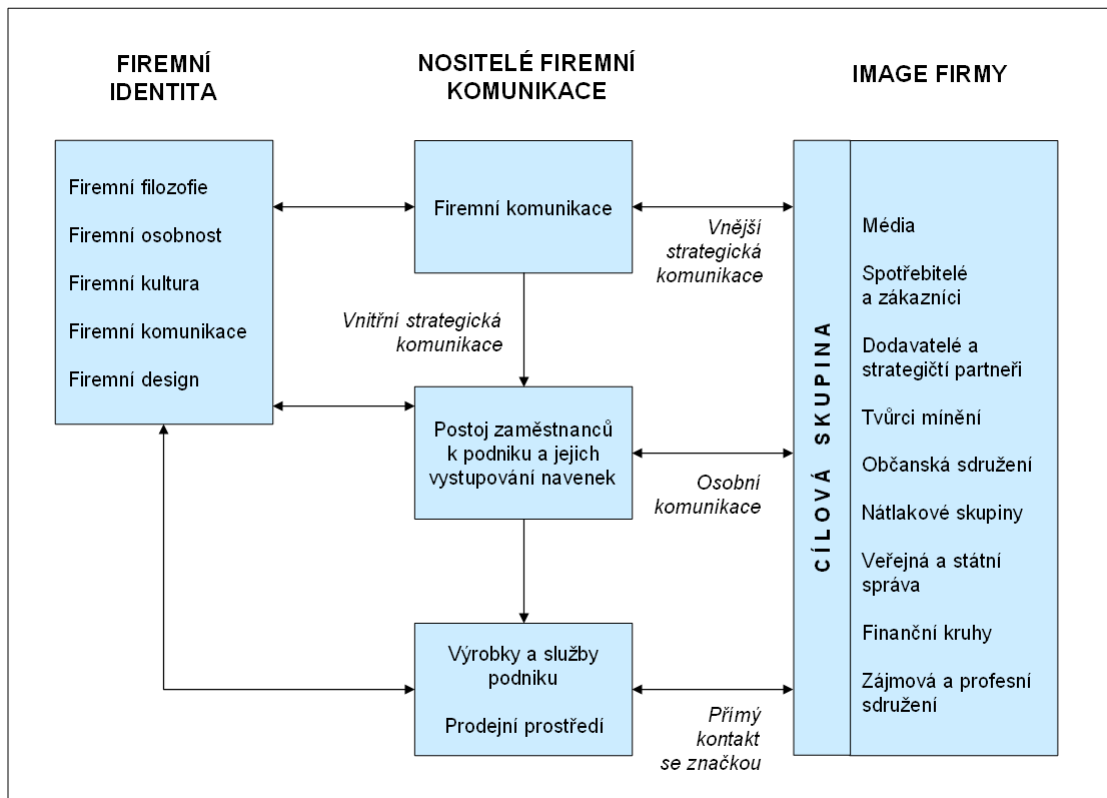 FIREMNÍ
IDENTITA
NOSITELÉ FIREMNÍ
KOMUNIKACE
IMAGE FIRMY
Firemní filozofie
Firemní osobnost
Firemní kultura
Firemní komunikace
Firemní design
Firemní komunikace
Vnitřní strategická
komunikace
Postoj zaměstnanců
k podniku a jejich
vystupování navenek
Výrobky a služby
podniku
Prodejní prostředí
Vnější
strategická
komunikace
Osobní
komunikace
Přímý
kontakt
se značkou
CÍLOVÁ SKUPINA
Média
Spotřebitelé
a zákazníci
Dodavatelé a
strategičtí partneři
Tvůrci mínění
Občanská sdružení
Nátlakové skupiny
Veřejná a státní
správa
Finanční kruhy
Zájmová a profesní
sdružení